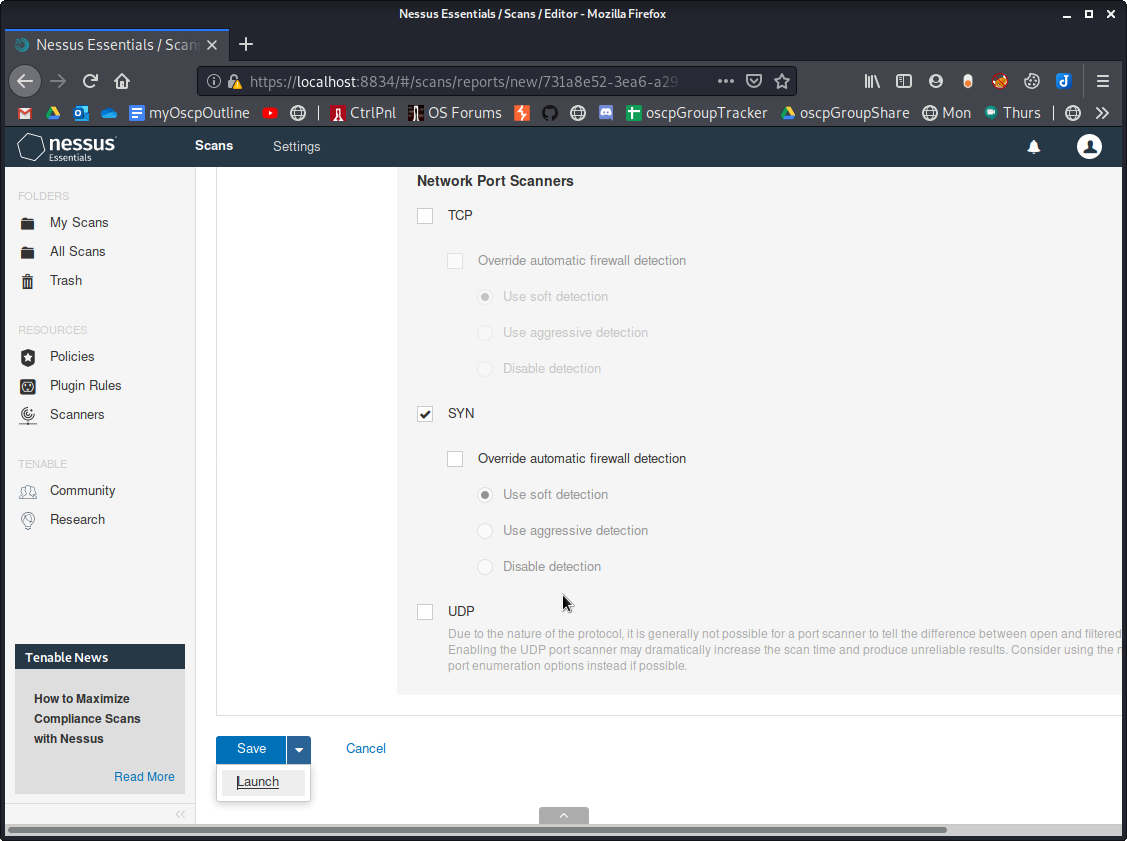 Nessus Essentials / Scans / Editor - Mozilla Firefox
Nessus Essentials / Scan
https://localhost:8834/#/scans/reports/new/731a8e52-3ea6-a29
myOscpOutline
CtrlPnl
OS Forums
oscpGroupTracker
oscpGroupShare
Mon
Thurs
nessus
Essentials
Scans
Settings
FOLDERS
My Scans
All Scans
Trash
RESOURCES
Policies
Plugin Rules
Scanners
TENABLE
Community
Research
Tenable News
How to Maximize
Compliance Scans
with Nessus
Read More
Network Port Scanners
TCP
Override automatic firewall detection
Use soft detection
Use aggressive detection
Disable detection
SYN
Override automatic firewall detection
Use soft detection
Use aggressive detection
Disable detection
UDP
Due to the nature of the protocol, it is generally not possible for a port scanner to tell the difference between open and filtered
Enabling the UDP port scanner may dramatically increase the scan time and produce unreliable results. Consider using the
port enumeration options instead if possible.
Save
Cancel
Launch